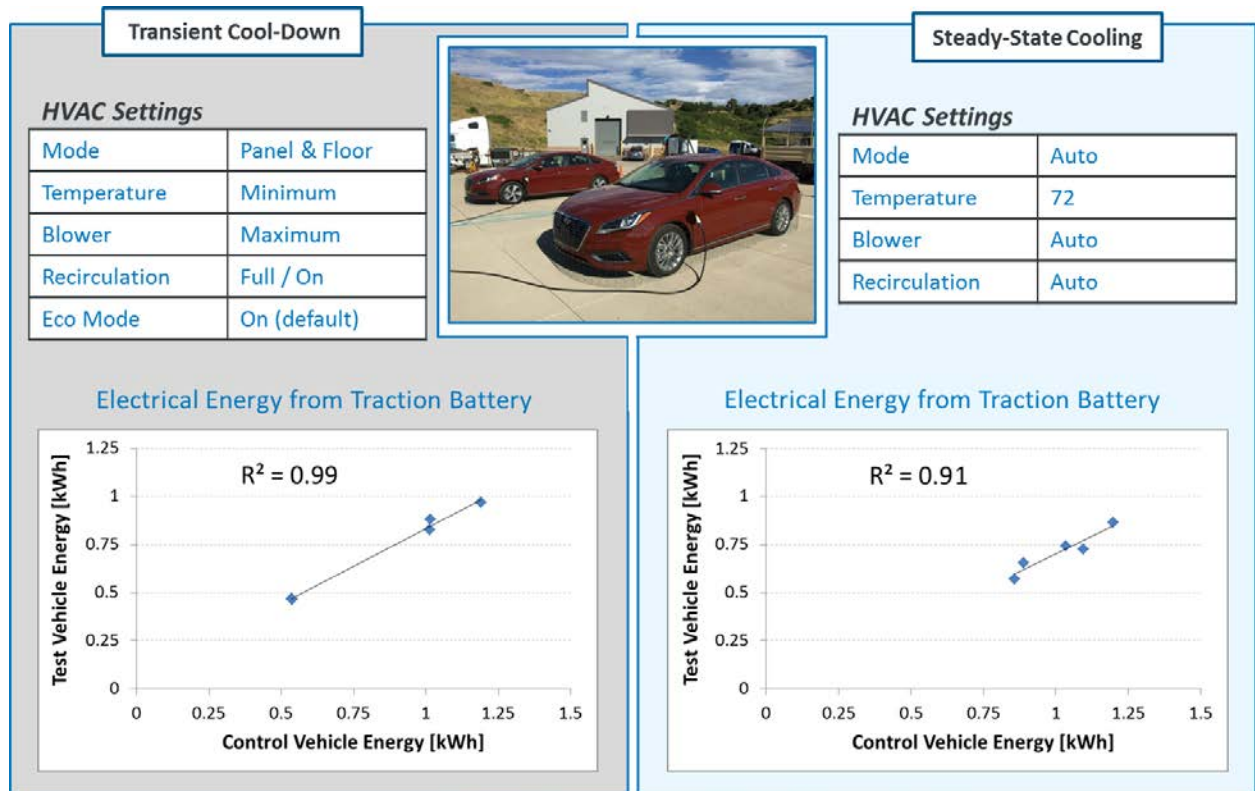 Transient Cool-Down
HVAC Settings
Mode Panel & Floor
Temperature Minimum
Blower Maximum
Recirculation Full / On
Eco Mode On (default)
Electrical Energy from Traction Battery
1.25
1
0.75
0.5
0.25
0
Test Vehicle Energy [kWh]
R² = 0.99
0 0.25 0.5 0.75 1 1.25 1.5
Control Vehicle Energy [kWh]
Steady-State Cooling
HVAC Settings
Mode Auto
Temperature 72
Blower Auto
Recirculation Auto
Electrical Energy from Traction Battery
1.25
1
0.75
0.5
0.25
0
Test Vehicle Energy [kWh]
R² = 0.91
0 0.25 0.5 0.75 1 1.25 1.5
Control Vehicle Energy [kWh]